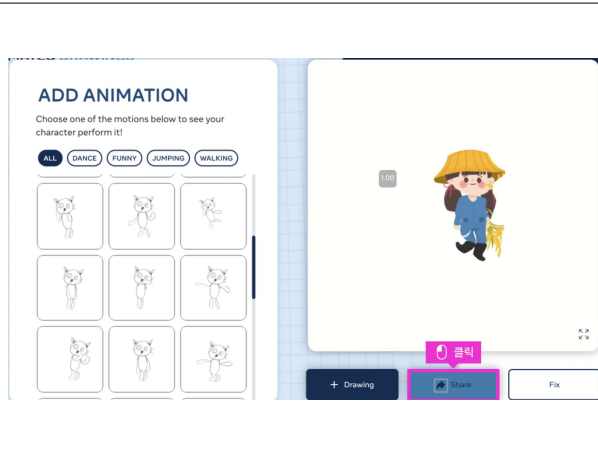 ADD ANIMATION
Choose one of the motions below to see your
character perform it!
ALL
DANCE
FUNNY
JUMPING
WALKING
1.00
클릭
+ Drawing
Share
Fix